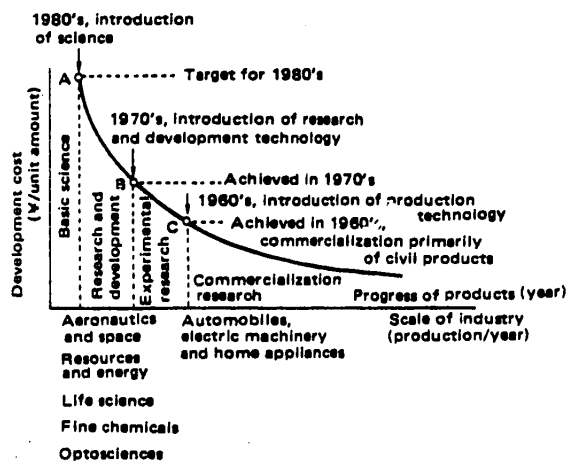 1980's, introduction
of science
A
Target for 1980's
1970's, introduction of research
and development technology
B
Achieved in 1970's
1960's, introduction of production
technology
C
Achieved in 1960's,
commercialization primarily
of civil products
Development cost
(¥/unit amount)
Basic science
Research and
development
Experimental
research
Commercialization
research
Progress of products (year)
Aeronautics
and space
Resources
and energy
Life science
Fine chemicals
Optosciences
Automobiles,
electric machinery
and home appliances
Scale of industry
(production/year)